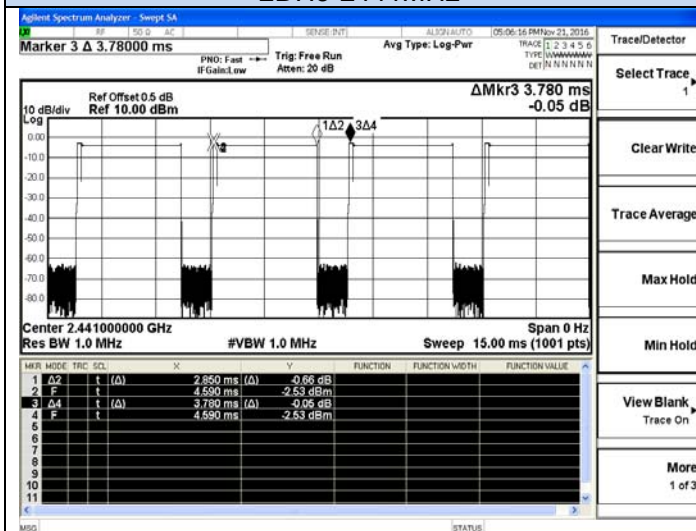 Agilent Spectrum Analyzer - Swept SA
RF 50 Ω AC SENSE:INT ALIGN AUTO 05:06:16 PM Nov 21, 2016
Marker 3 Δ 3.78000 ms
PNO: Fast
IFGain:Low
Trig: Free Run
Atten: 20 dB
Avg Type: Log-Pwr
TRACE 1 2 3 4 5 6
TYPE
DET N N N N N N
Trace/Detector
Ref Offset 0.5 dB
10 dB/div Ref 10.00 dBm
Log
ΔMkr3 3.780 ms
-0.05 dB
1Δ2 3Δ4
0.00
-10.0
-20.0
-30.0
-40.0
-50.0
-60.0
-70.0
-80.0
Center 2.441000000 GHz Span 0 Hz
Res BW 1.0 MHz #VBW 1.0 MHz Sweep 15.00 ms (1001 pts)
MKR MODE TRC SCL X Y FUNCTION FUNCTION WIDTH FUNCTION VALUE
1 Δ2 t (Δ) 2.850 ms (Δ) -0.66 dB
2 F t 4.590 ms -2.53 dBm
3 Δ4 t (Δ) 3.780 ms (Δ) -0.05 dB
4 F t 4.590 ms -2.53 dBm
5
6
7
8
9
10
11
MSG STATUS
Select Trace
1
Clear Write
Trace Average
Max Hold
Min Hold
View Blank
Trace On
More
1 of 3